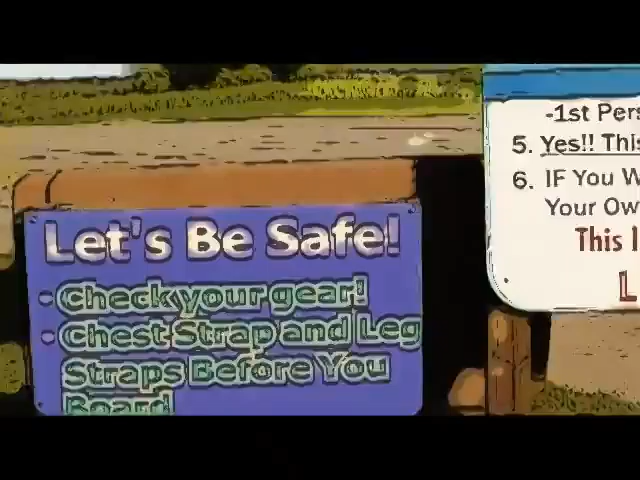 Let's Be Safe!
• Check your gear!
• Chest Strap and Leg
Straps Before You
Board
-1st Pers
5. Yes!! This
6. IF You W
Your Ow
This I
L